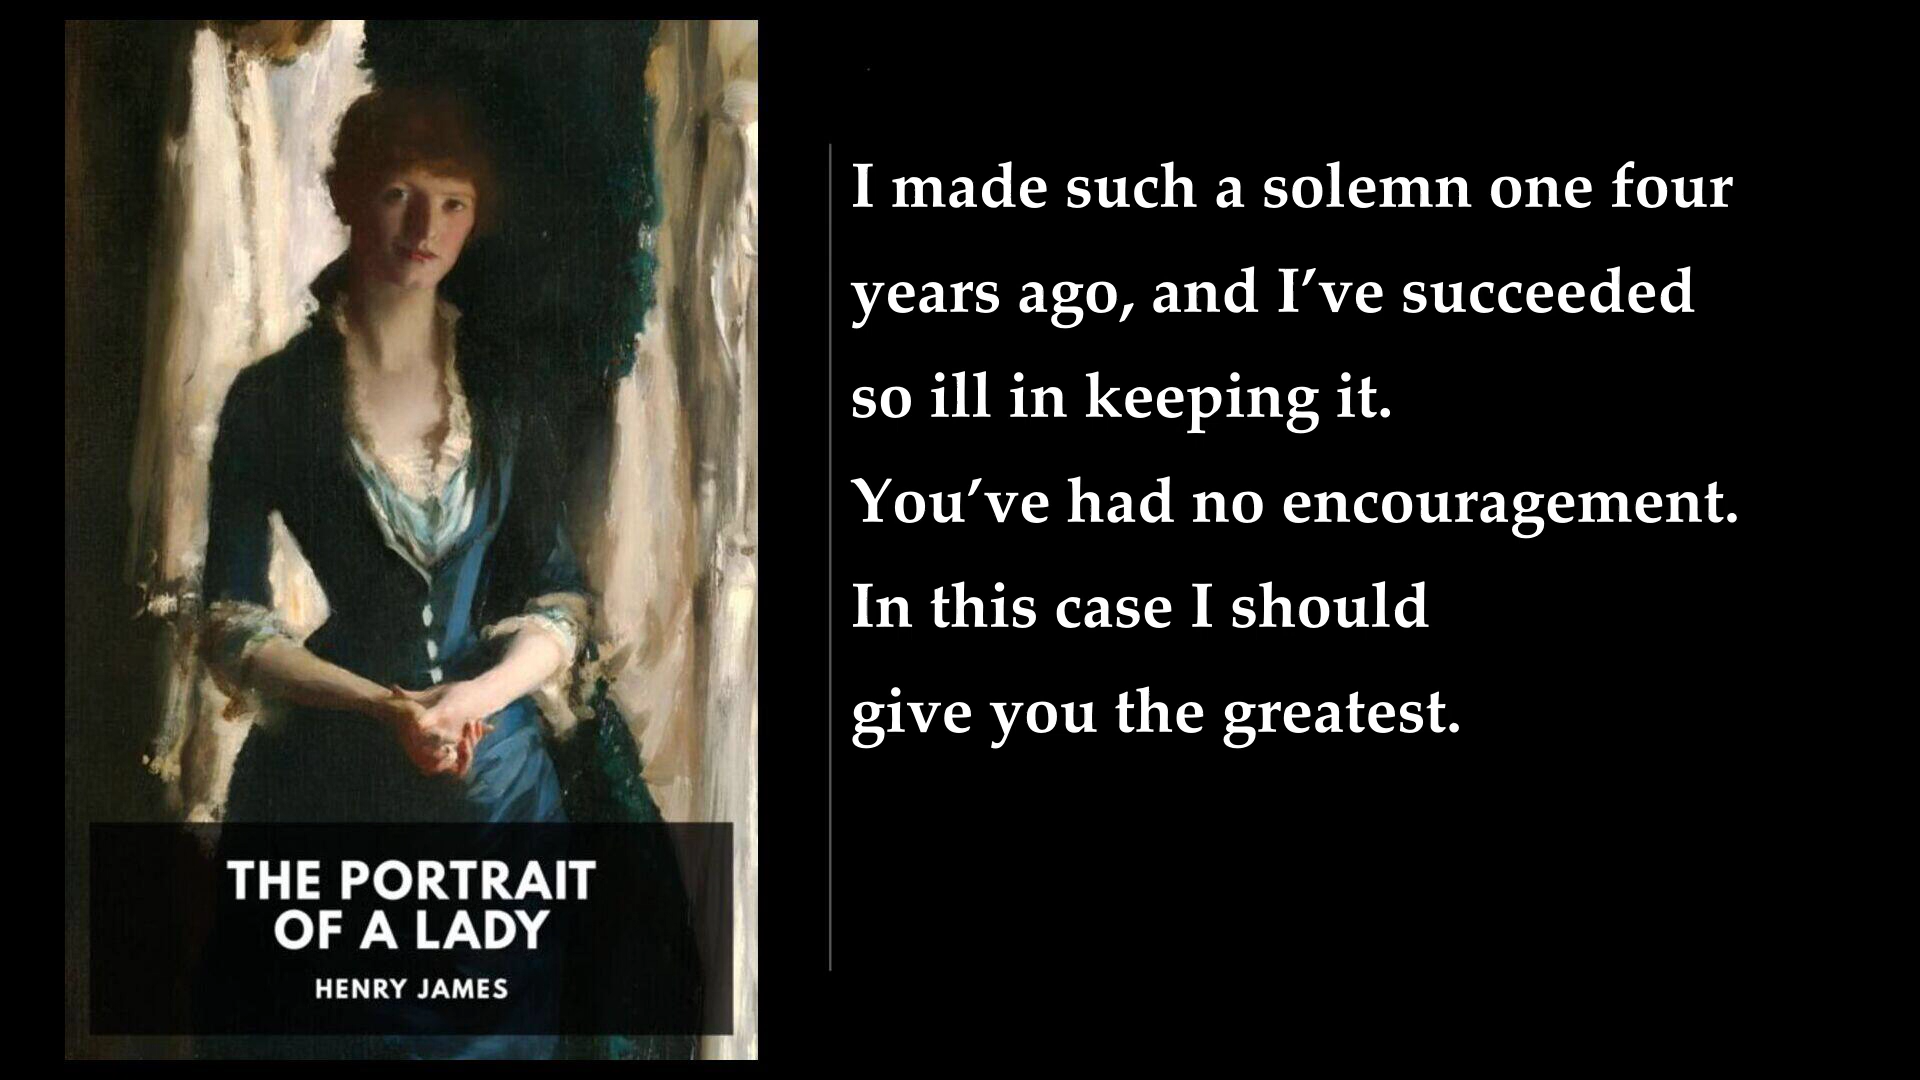 I made such a solemn one four
years ago, and I’ve succeeded
so ill in keeping it.
You’ve had no encouragement.
In this case I should
give you the greatest.
THE PORTRAIT
OF A LADY
HENRY JAMES